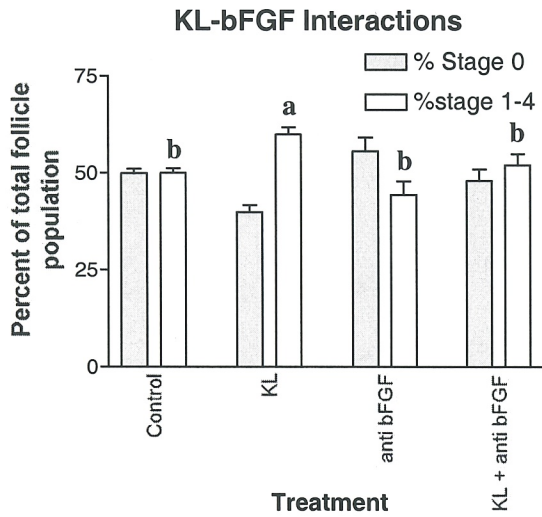 KL-bFGF Interactions
% Stage 0
%stage 1-4
Percent of total follicle
population
75
50
25
0
b
a
b
b
Control
KL
anti bFGF
KL + anti bFGF
Treatment